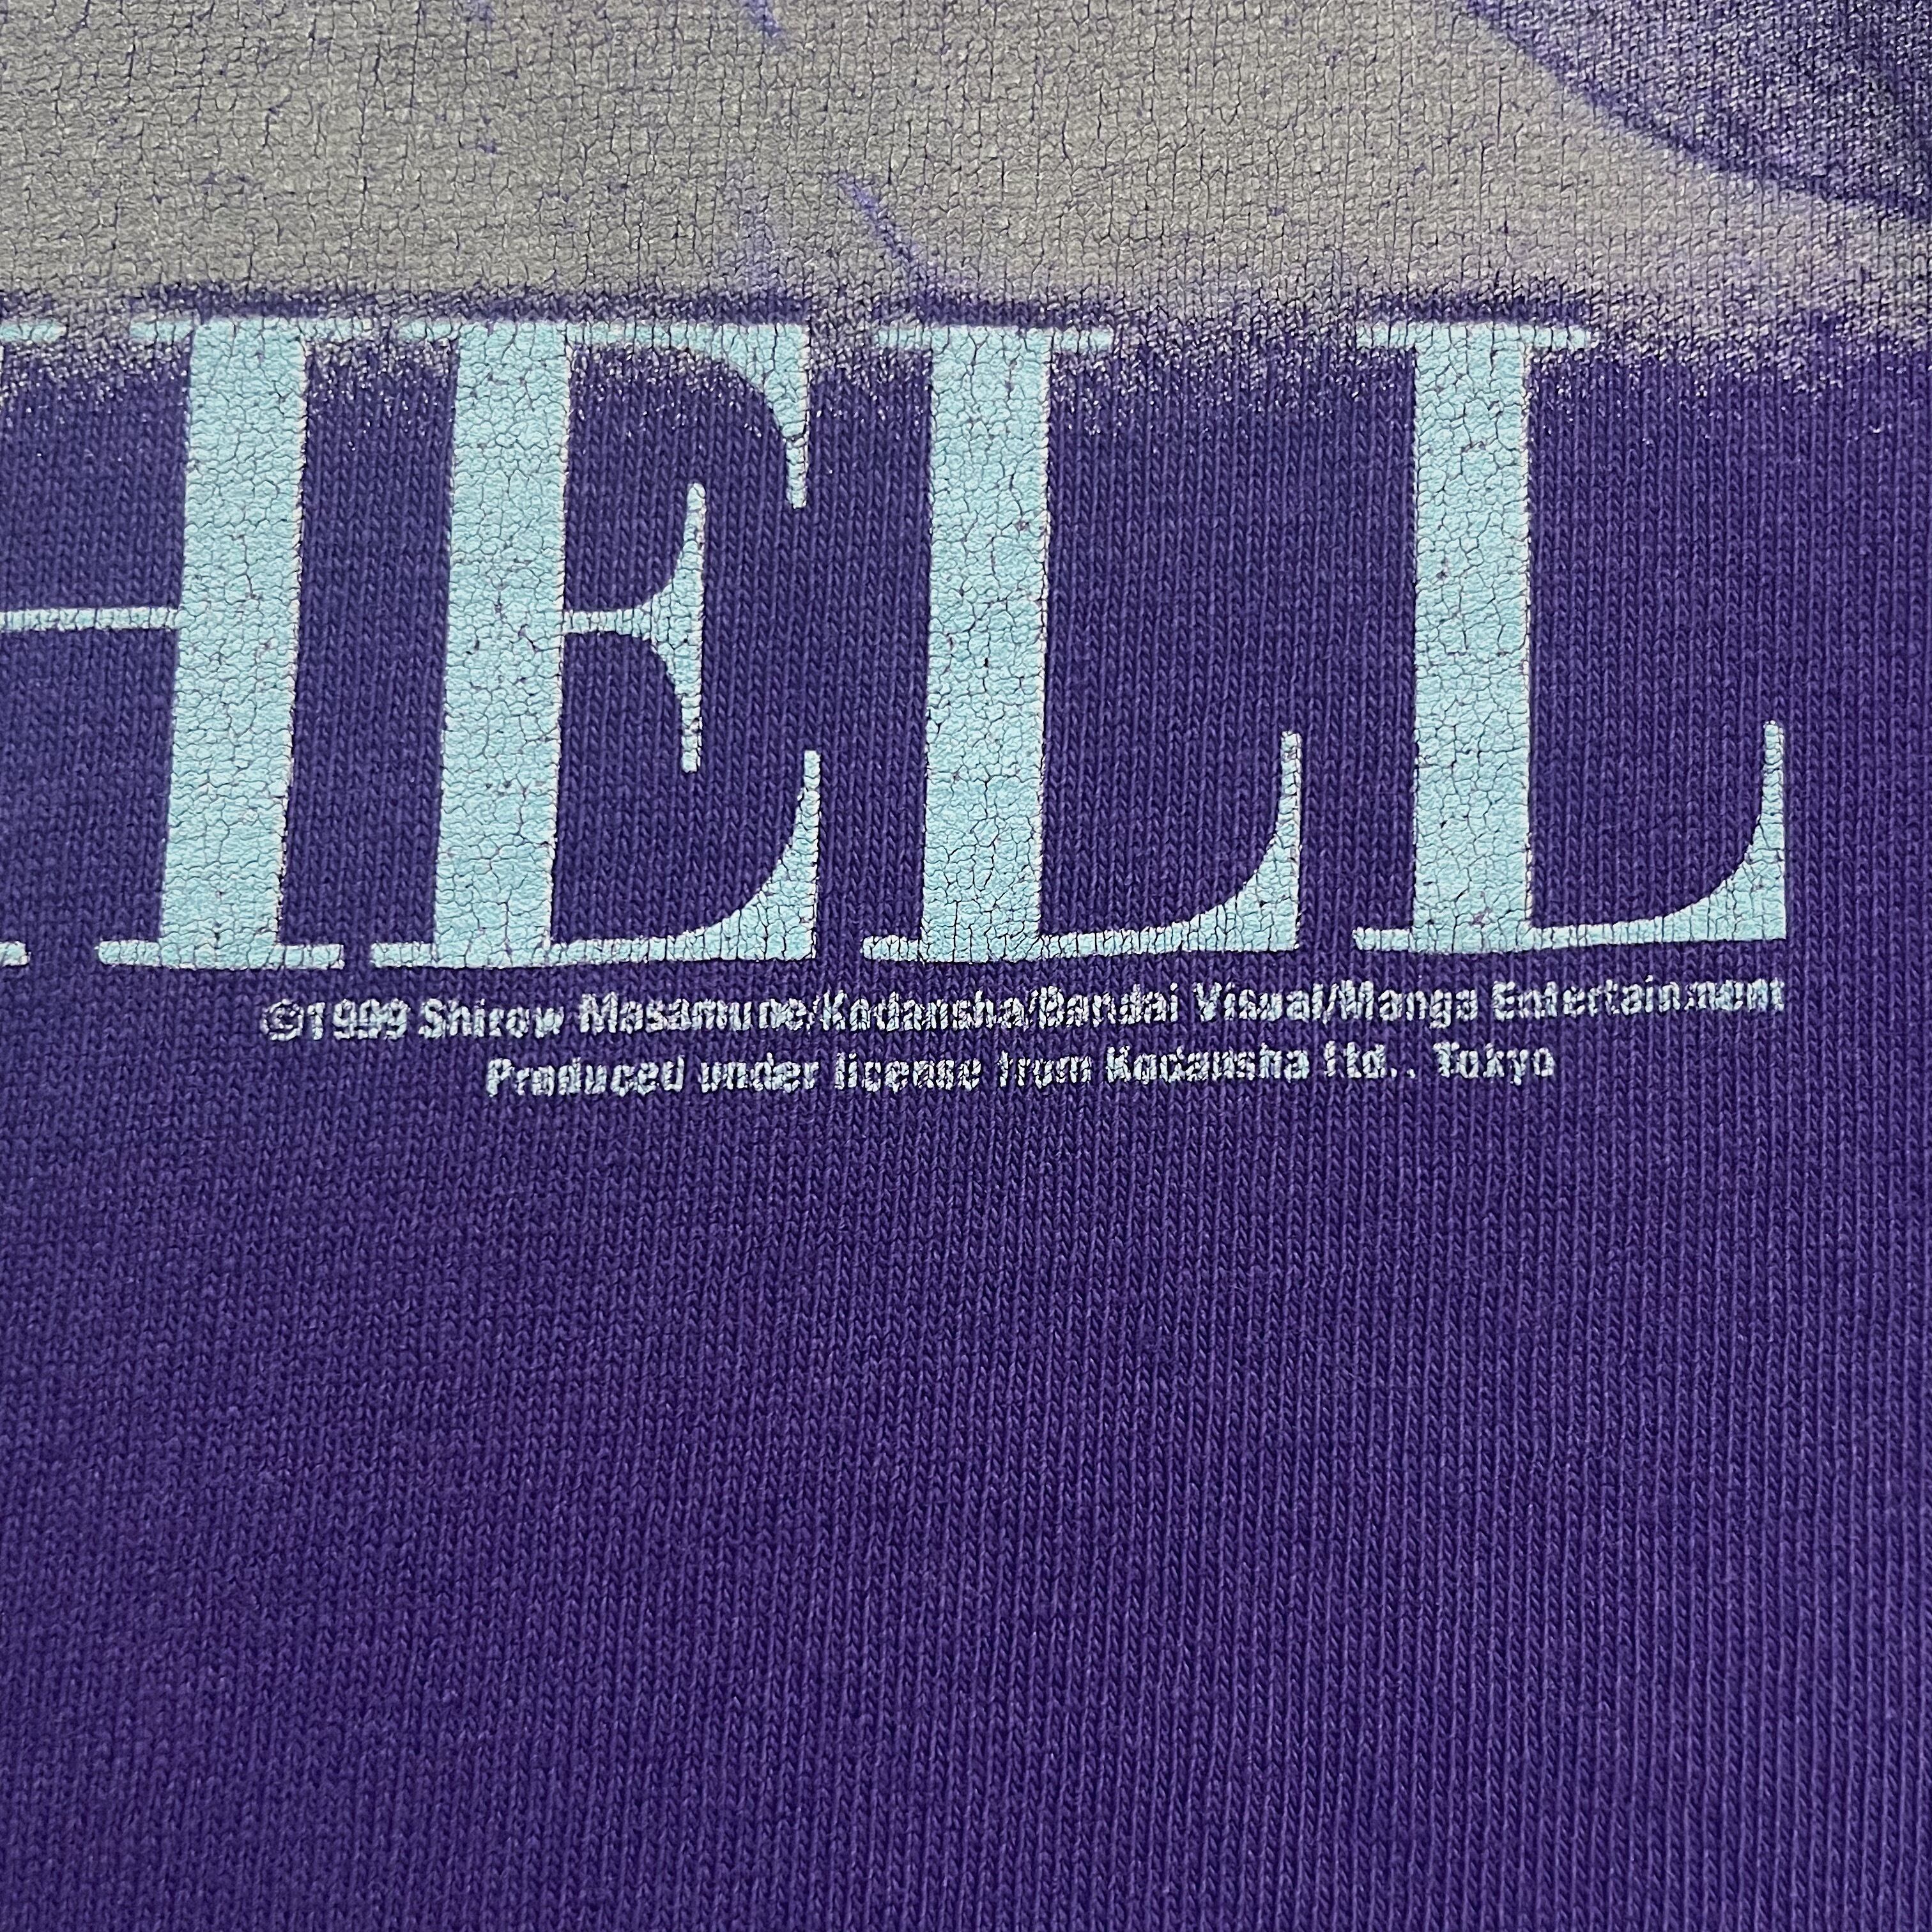 HELL
©1999 Shirow Masamune/Kodansha/Bandai Visual/Manga Entertainment
Produced under license from Kodansha Ltd., Tokyo